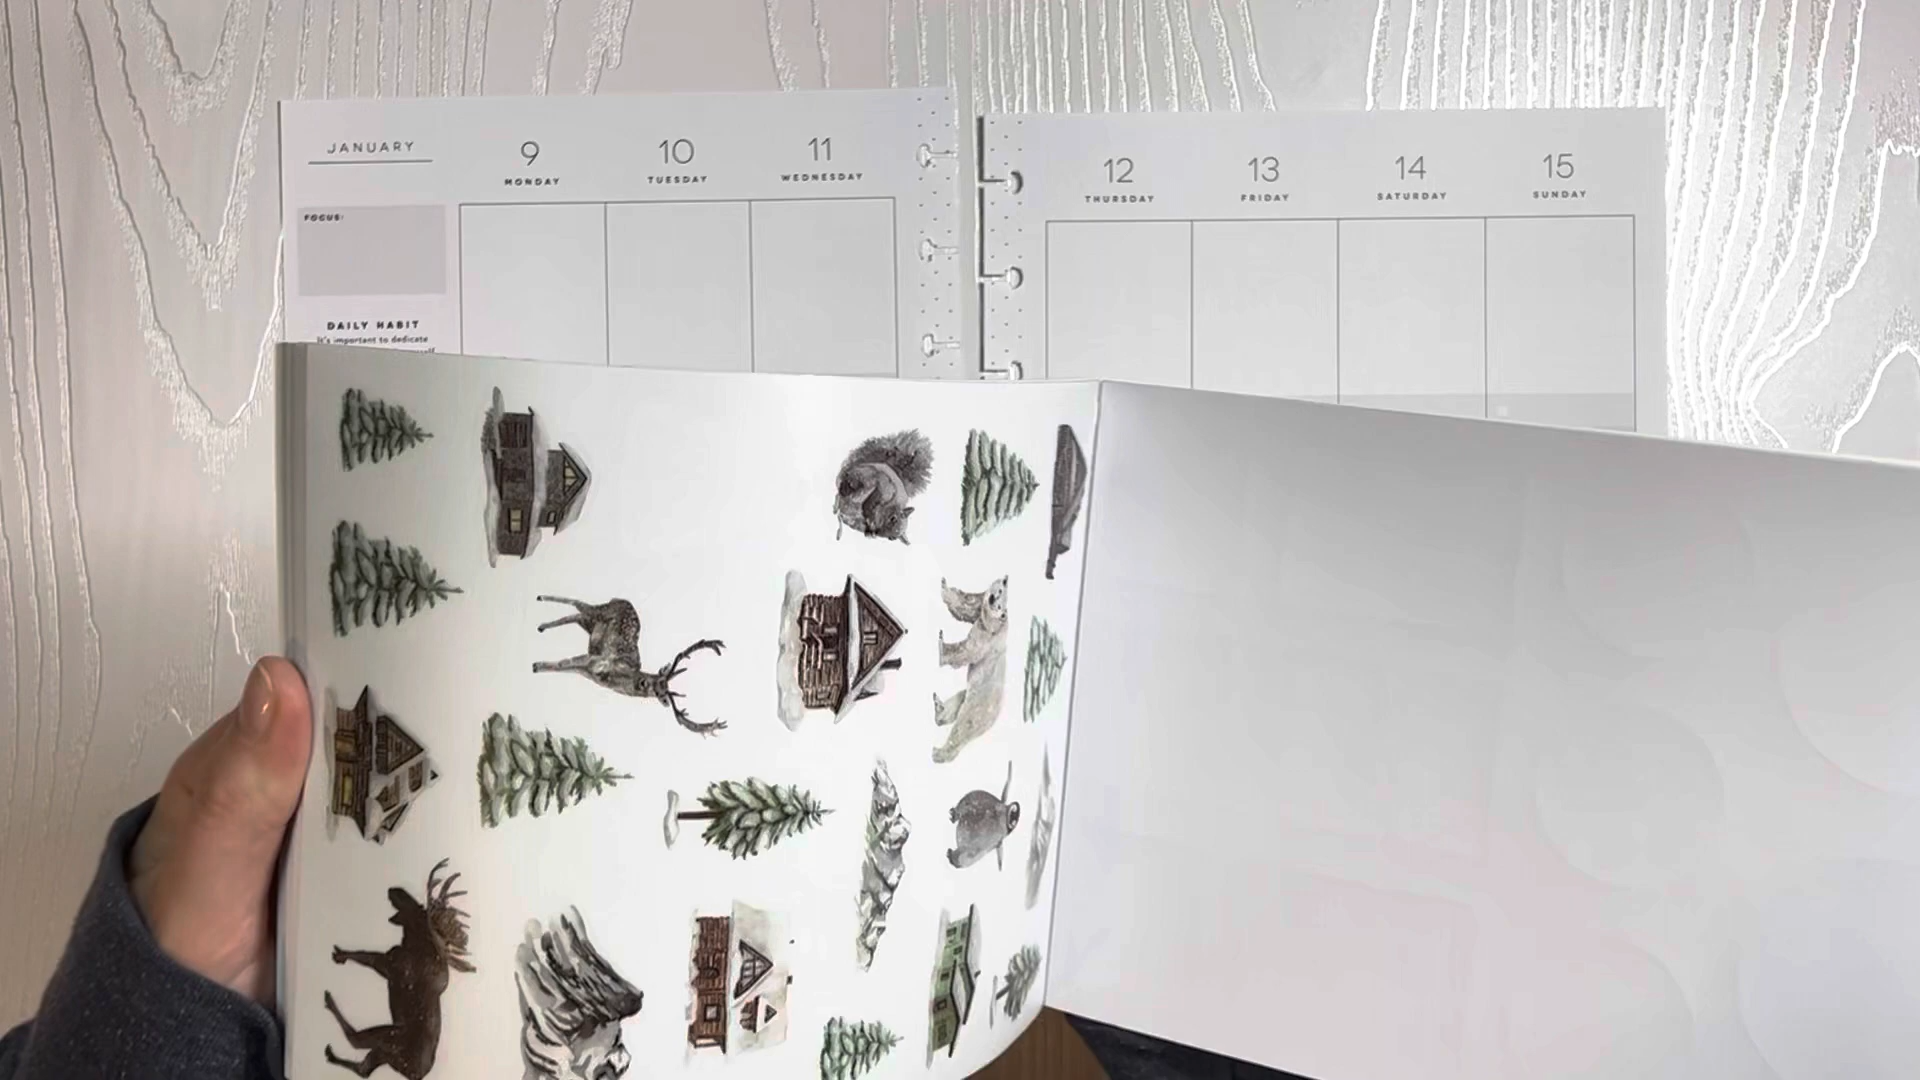 JANUARY
9
MONDAY
10
TUESDAY
11
WEDNESDAY
12
THURSDAY
13
FRIDAY
14
SATURDAY
15
SUNDAY
FOCUS:
DAILY HABIT
It's important to dedicate